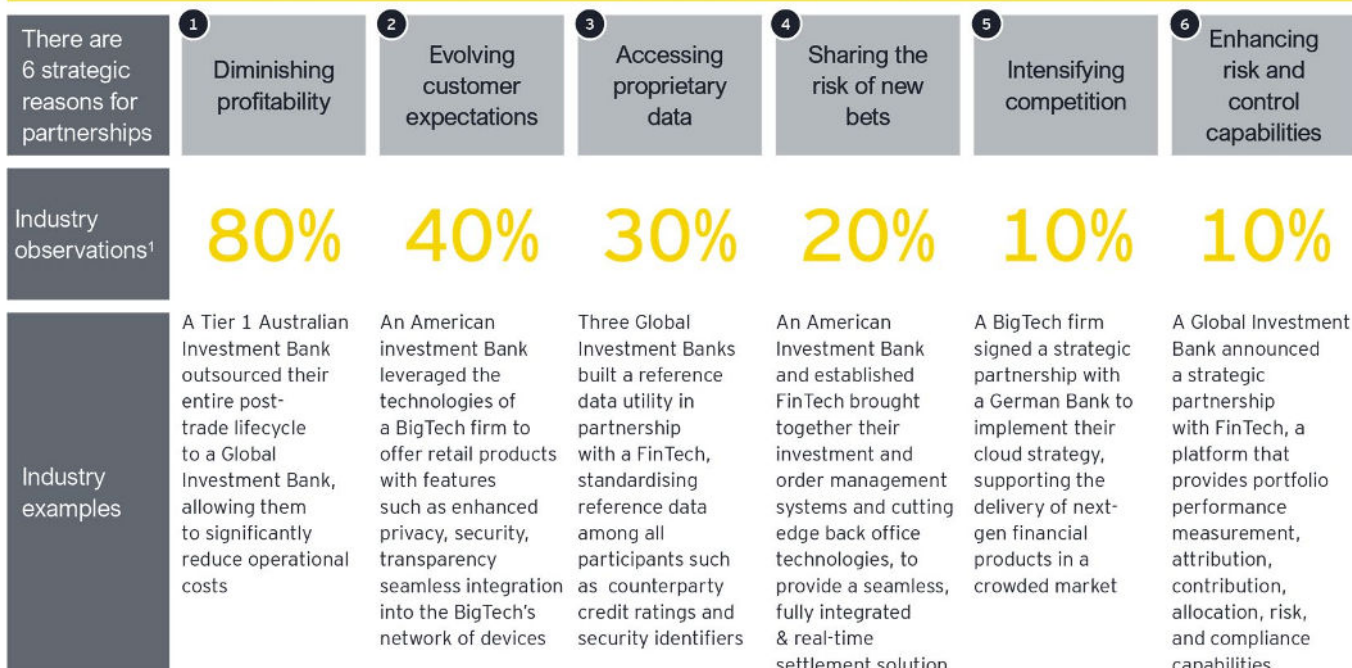 There are
6 strategic
reasons for
partnerships
1
Diminishing
profitability
2
Evolving
customer
expectations
3
Accessing
proprietary
data
4
Sharing the
risk of new
bets
5
Intensifying
competition
6
Enhancing
risk and
control
capabilities
Industry
observations¹
80%
40%
30%
20%
10%
10%
Industry
examples
A Tier 1 Australian
Investment Bank
outsourced their
entire post-
trade lifecycle
to a Global
Investment Bank,
allowing them
to significantly
reduce operational
costs
An American
investment Bank
leveraged the
technologies of
a BigTech firm to
offer retail products
with features
such as enhanced
privacy, security,
transparency
seamless integration
into the BigTech's
network of devices
Three Global
Investment Banks
built a reference
data utility in
partnership
with a FinTech,
standardising
reference data
among all
participants such
as counterparty
credit ratings and
security identifiers
An American
Investment Bank
and established
FinTech brought
together their
investment and
order management
systems and cutting
edge back office
technologies, to
provide a seamless,
fully integrated
& real-time
settlement solution
A BigTech firm
signed a strategic
partnership with
a German Bank to
implement their
cloud strategy,
supporting the
delivery of next-
gen financial
products in a
crowded market
A Global Investment
Bank announced
a strategic
partnership
with FinTech, a
platform that
provides portfolio
performance
measurement,
attribution,
contribution,
allocation, risk,
and compliance
capabilities